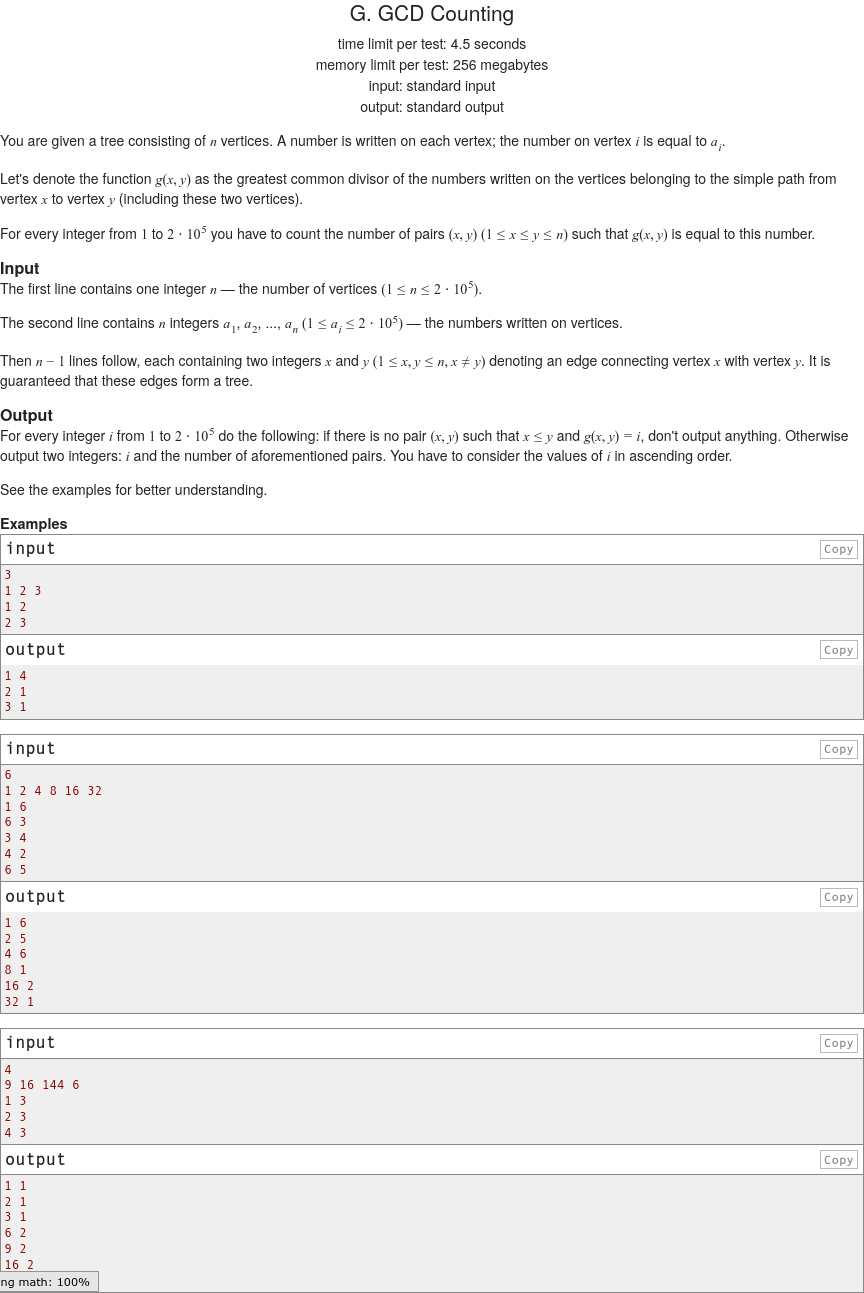 G. GCD Counting
time limit per test: 4.5 seconds
memory limit per test: 256 megabytes
input: standard input
output: standard output
You are given a tree consisting of n vertices. A number is written on each vertex; the number on vertex i is equal to a_i.
Let's denote the function g(x, y) as the greatest common divisor of the numbers written on the vertices belonging to the simple path from
vertex x to vertex y (including these two vertices).
For every integer from 1 to 2 · 10^5 you have to count the number of pairs (x, y) (1 ≤ x ≤ y ≤ n) such that g(x, y) is equal to this number.
Input
The first line contains one integer n — the number of vertices (1 ≤ n ≤ 2 · 10^5).
The second line contains n integers a_1, a_2, ..., a_n (1 ≤ a_i ≤ 2 · 10^5) — the numbers written on vertices.
Then n − 1 lines follow, each containing two integers x and y (1 ≤ x, y ≤ n, x ≠ y) denoting an edge connecting vertex x with vertex y. It is
guaranteed that these edges form a tree.
Output
For every integer i from 1 to 2 · 10^5 do the following: if there is no pair (x, y) such that x ≤ y and g(x, y) = i, don't output anything. Otherwise
output two integers: i and the number of aforementioned pairs. You have to consider the values of i in ascending order.
See the examples for better understanding.
Examples
input Copy
3
1 2 3
1 2
2 3
output Copy
1 4
2 1
3 1
input Copy
6
1 2 4 8 16 32
1 6
6 3
3 4
4 2
6 5
output Copy
1 6
2 5
4 6
8 1
16 2
32 1
input Copy
4
9 16 144 6
1 3
2 3
4 3
output Copy
1 1
2 1
3 1
6 2
9 2
16 2
ng math: 100%